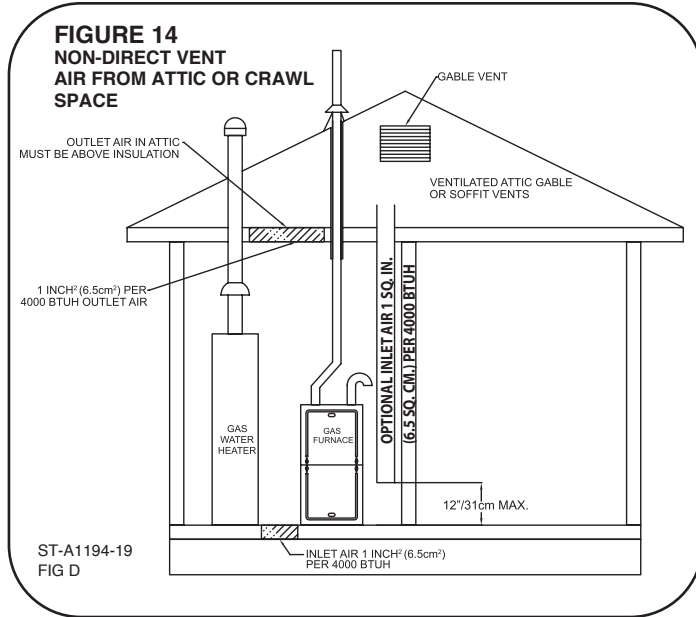 FIGURE 14
NON-DIRECT VENT
AIR FROM ATTIC OR CRAWL
SPACE
GABLE VENT
OUTLET AIR IN ATTIC
MUST BE ABOVE INSULATION
VENTILATED ATTIC GABLE
OR SOFFIT VENTS
1 INCH² (6.5cm²) PER
4000 BTUH OUTLET AIR
OPTIONAL INLET AIR 1 SQ. IN.
(6.5 SQ. CM.) PER 4000 BTUH
GAS
WATER
HEATER
GAS
FURNACE
12"/31cm MAX.
ST-A1194-19
FIG D
INLET AIR 1 INCH² (6.5cm²)
PER 4000 BTUH